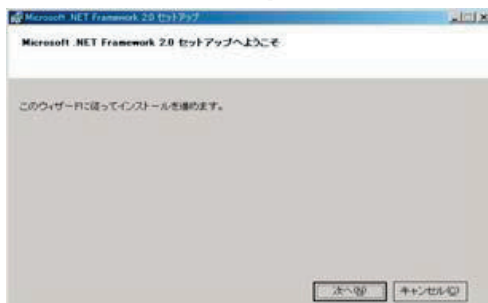 Microsoft .NET Framework 2.0 セットアップ
Microsoft .NET Framework 2.0 セットアップへようこそ
このウィザードに従ってインストールを進めます。
次へ(N)
キャンセル(C)